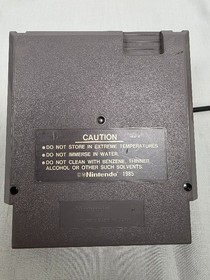 CAUTION
•DO NOT STORE IN EXTREME TEMPERATURES.
•DO NOT IMMERSE IN WATER.
•DO NOT CLEAN WITH BENZENE, THINNER,
ALCOHOL OR OTHER SUCH SOLVENTS.
©®Nintendo 1985